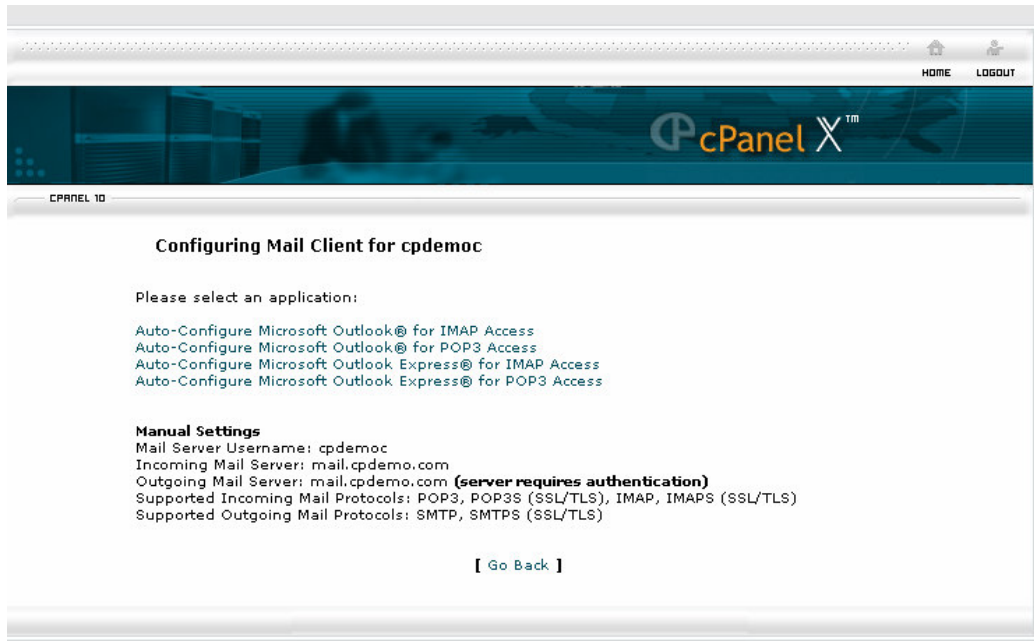 HOME LOGOUT
cPanel X™
CPANEL 10
Configuring Mail Client for cpdemoc
Please select an application:
Auto-Configure Microsoft Outlook® for IMAP Access
Auto-Configure Microsoft Outlook® for POP3 Access
Auto-Configure Microsoft Outlook Express® for IMAP Access
Auto-Configure Microsoft Outlook Express® for POP3 Access
Manual Settings
Mail Server Username: cpdemoc
Incoming Mail Server: mail.cpdemo.com
Outgoing Mail Server: mail.cpdemo.com (server requires authentication)
Supported Incoming Mail Protocols: POP3, POP3S (SSL/TLS), IMAP, IMAPS (SSL/TLS)
Supported Outgoing Mail Protocols: SMTP, SMTPS (SSL/TLS)
[ Go Back ]